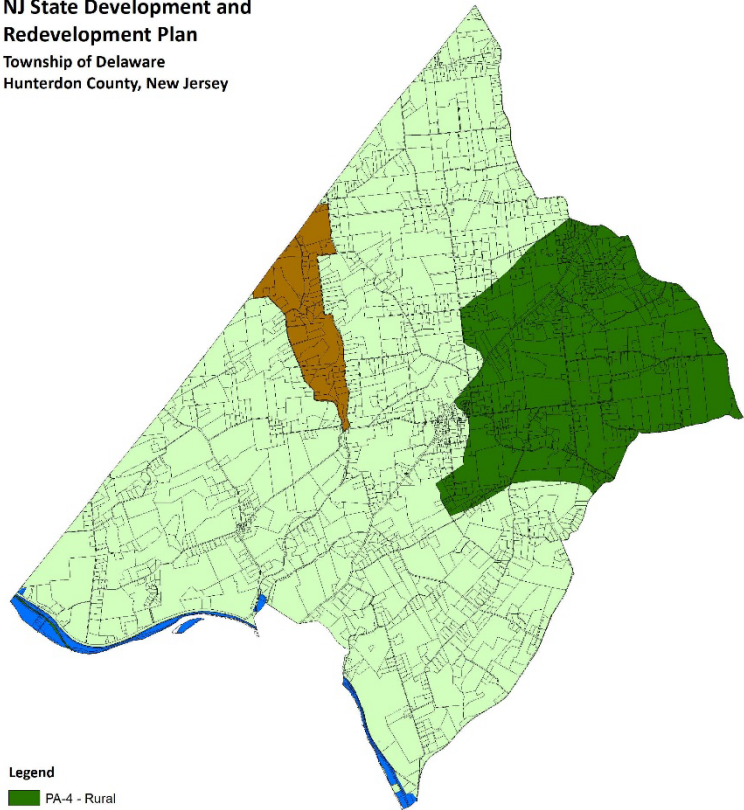 NJ State Development and
Redevelopment Plan
Township of Delaware
Hunterdon County, New Jersey
Legend
PA-4 - Rural